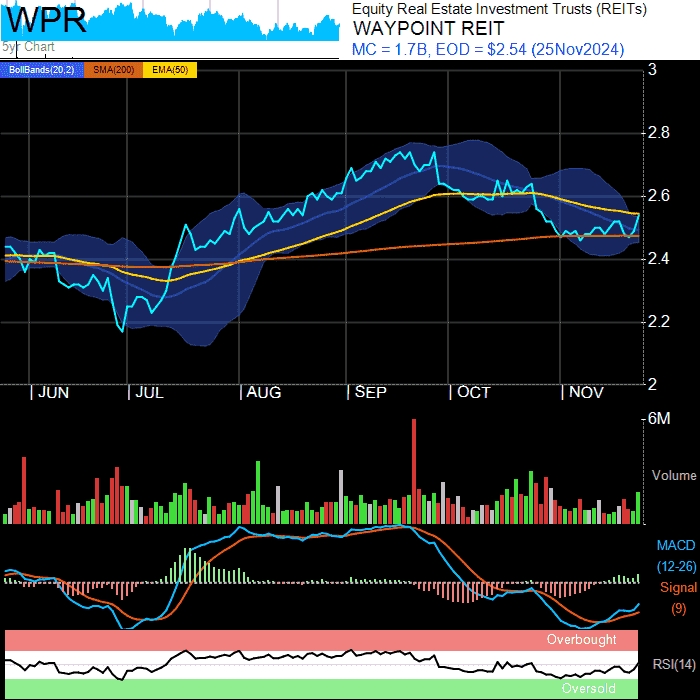 WPR
5yr Chart
Equity Real Estate Investment Trusts (REITs)
WAYPOINT REIT
MC = 1.7B, EOD = $2.54 (25Nov2024)
BollBands(20,2) SMA(200) EMA(50)
3
2.8
2.6
2.4
2.2
2
| JUN | JUL | AUG | SEP | OCT | NOV
6M
Volume
MACD
(12-26)
Signal
(9)
Overbought
RSI(14)
Oversold